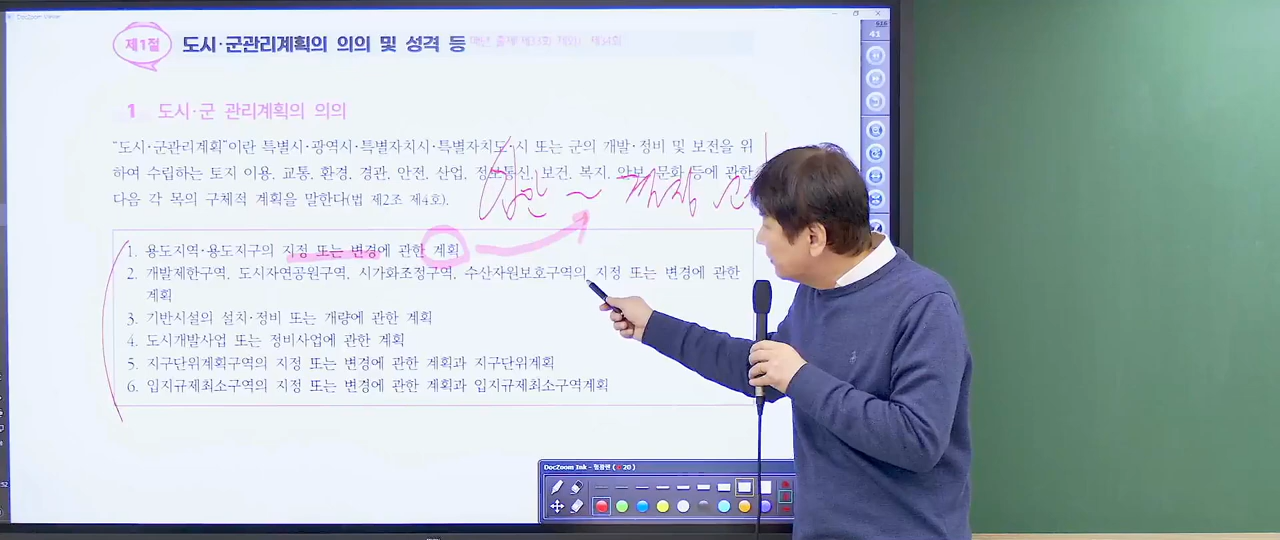 DocZoom Viewer
41
제1절
도시·군관리계획의 의의 및 성격 등
1 도시·군 관리계획의 의의
"도시·군관리계획"이란 특별시·광역시·특별자치시·특별자치도·시 또는 군의 개발·정비 및 보전을 위
하여 수립하는 토지 이용, 교통, 환경, 경관, 안전, 산업, 정보통신, 보건, 복지, 안보, 문화 등에 관한
다음 각 목의 구체적 계획을 말한다(법 제2조 제4호).
1. 용도지역·용도지구의 지정 또는 변경에 관한 계획
2. 개발제한구역, 도시자연공원구역, 시가화조정구역, 수산자원보호구역의 지정 또는 변경에 관한
계획
3. 기반시설의 설치·정비 또는 개량에 관한 계획
4. 도시개발사업 또는 정비사업에 관한 계획
5. 지구단위계획구역의 지정 또는 변경에 관한 계획과 지구단위계획
6. 입지규제최소구역의 지정 또는 변경에 관한 계획과 입지규제최소구역계획
DocZoom Ink - 형광펜 ( 20 )